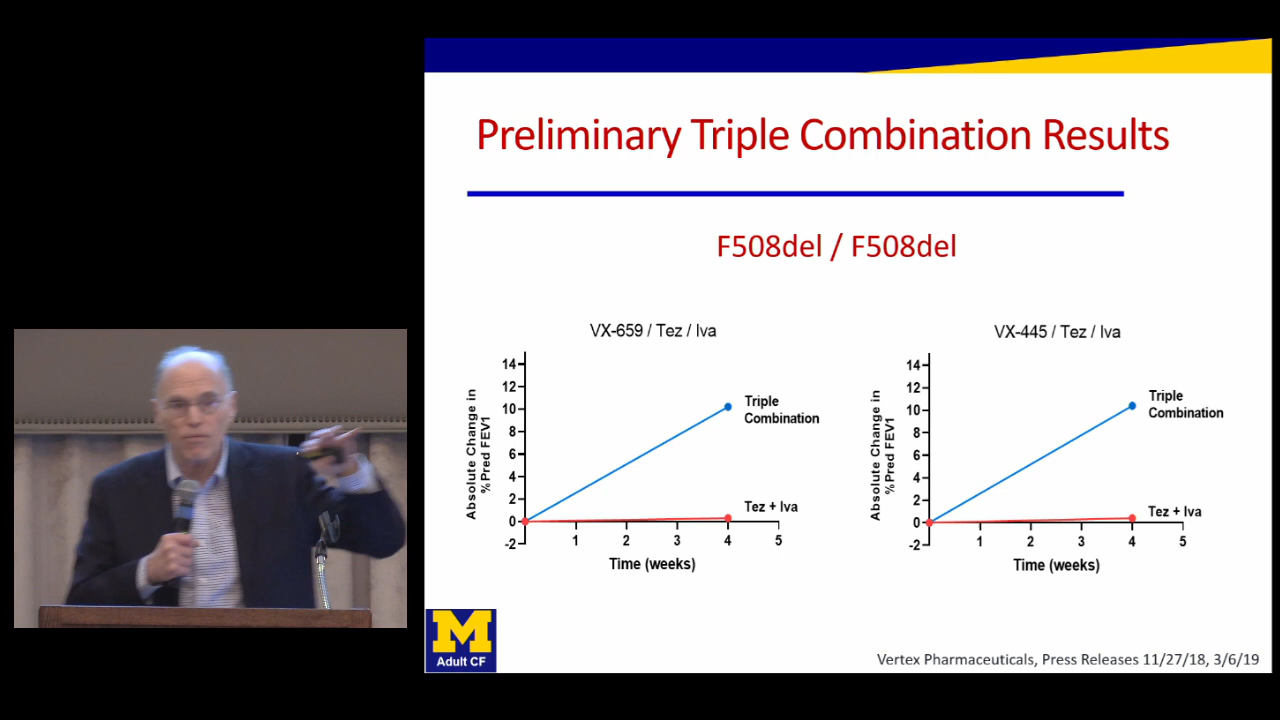 Preliminary Triple Combination Results
F508del / F508del
VX-659 / Tez / Iva
14
12
10
8
6
4
2
0
-2
Absolute Change in
%Pred FEV1
Triple
Combination
Tez + Iva
1 2 3 4 5
Time (weeks)
VX-445 / Tez / Iva
14
12
10
8
6
4
2
0
-2
Absolute Change in
%Pred FEV1
Triple
Combination
Tez + Iva
1 2 3 4 5
Time (weeks)
M
Adult CF
Vertex Pharmaceuticals, Press Releases 11/27/18, 3/6/19